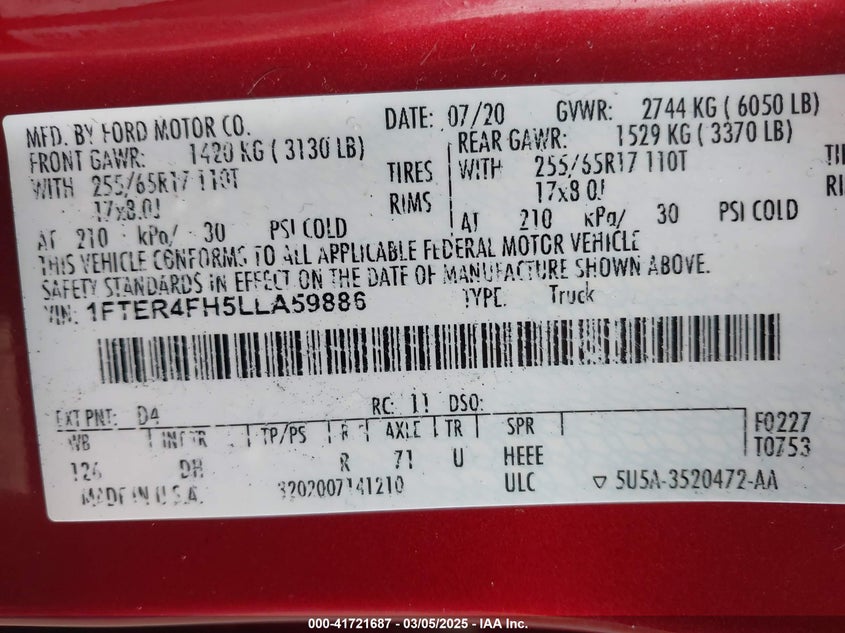 MFD. BY FORD MOTOR CO.
DATE: 07/20 GVWR: 2744 KG ( 6050 LB)
FRONT GAWR: 1420 KG ( 3130 LB) REAR GAWR: 1529 KG ( 3370 LB)
WITH 255/65R17 110T TIRES WITH 255/65R17 110T TI
17x8.0J RIMS 17x8.0J RI
AT 210 kPa/ 30 PSI COLD AT 210 kPa/ 30 PSI COLD
THIS VEHICLE CONFORMS TO ALL APPLICABLE FEDERAL MOTOR VEHICLE
SAFETY STANDARDS IN EFFECT ON THE DATE OF MANUFACTURE SHOWN ABOVE.
VIN: 1FTER4FH5LLA59886 TYPE: Truck
EXT PNT: D4 RC: 11 DSO:
WB INT TR TP/PS R AXLE TR SPR F0227
126 DH R 71 U HEEE T0753
MADE IN U.S.A. 3202007141210 ULC ▽ 5U5A-3520472-AA
000-41721687 - 03/05/2025 - IAA Inc.